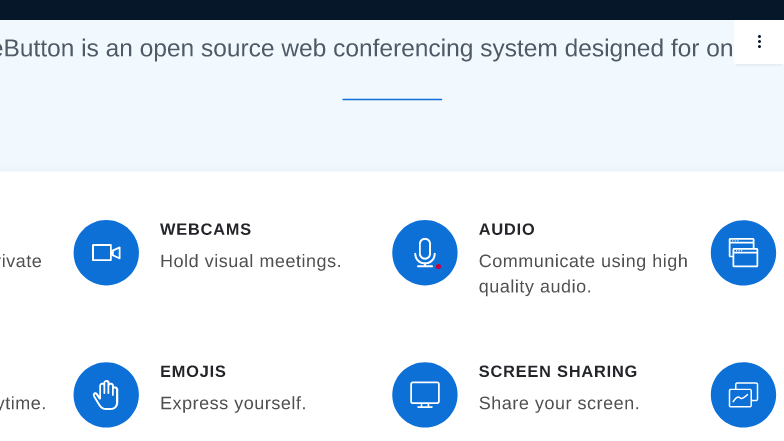 eButton is an open source web conferencing system designed for on
WEBCAMS
AUDIO
ivate
Hold visual meetings.
Communicate using high
quality audio.
EMOJIS
SCREEN SHARING
ytime.
Express yourself.
Share your screen.